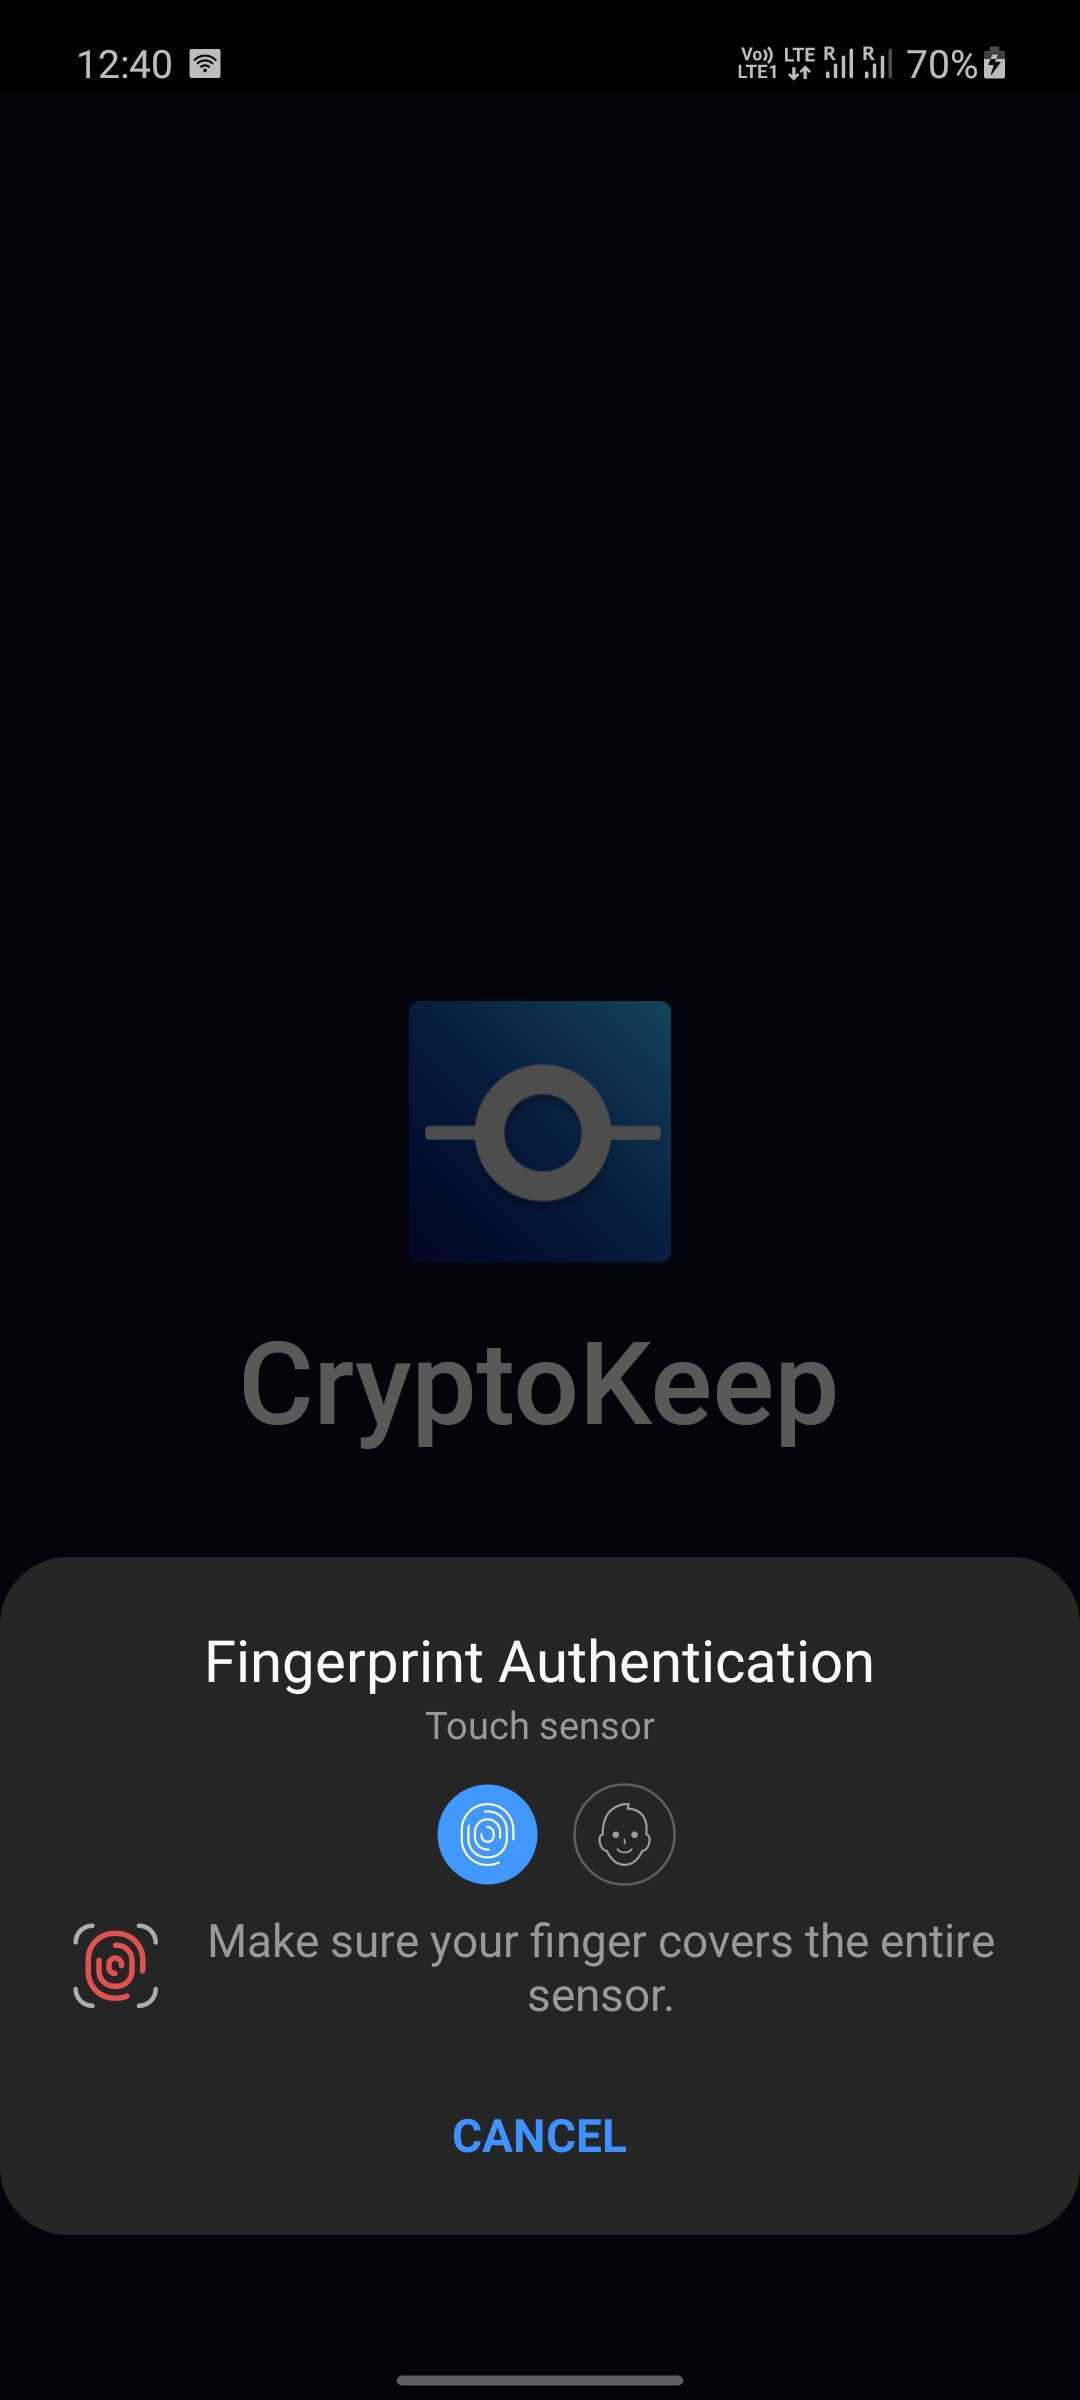 12:40
Vo)) LTE R R 70%
LTE1
CryptoKeep
Fingerprint Authentication
Touch sensor
Make sure your finger covers the entire
sensor.
CANCEL